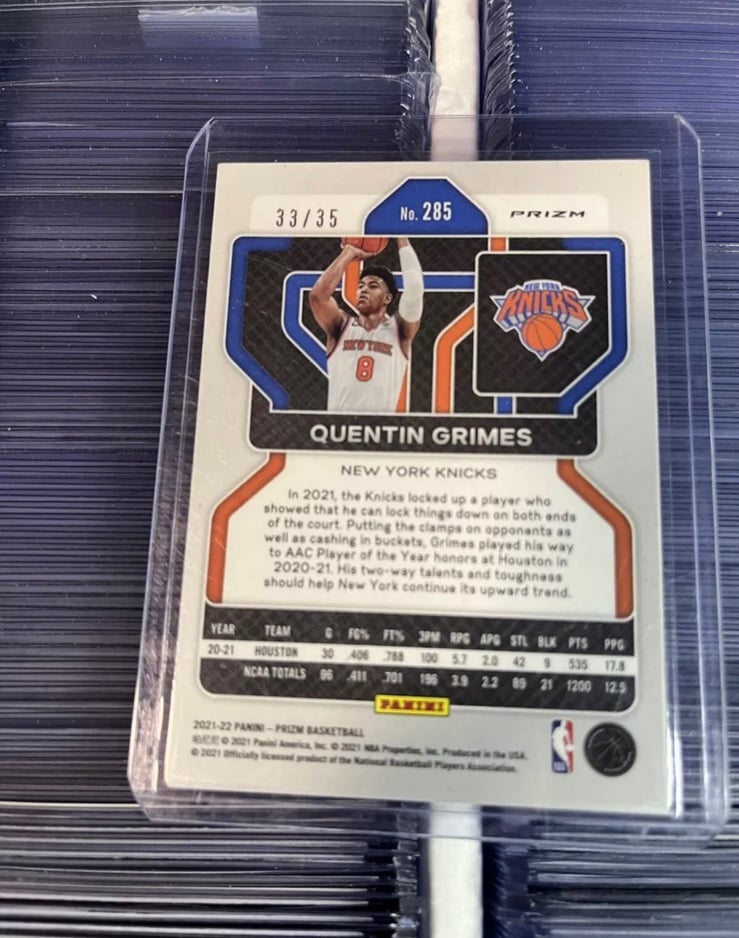 33/35
No. 285
PRIZM
NEW YORK
8
NEW YORK
KNICKS
QUENTIN GRIMES
NEW YORK KNICKS
In 2021, the Knicks locked up a player who
showed that he can lock things down on both ends
of the court. Putting the clamps on opponents as
well as cashing in buckets, Grimes played his way
to AAC Player of the Year honors at Houston in
2020-21. His two-way talents and toughness
should help New York continue its upward trend.
YEAR TEAM G FG% FT% 3PM RPG APG STL BLK PTS PPG
20-21 HOUSTON 30 .406 .788 100 5.7 2.0 42 9 535 17.8
NCAA TOTALS 96 .411 .701 196 3.9 2.2 89 21 1200 12.5
PANINI
2021-22 PANINI – PRIZM BASKETBALL
帕尼尼 © 2021 Panini America, Inc. © 2021 NBA Properties, Inc. Produced in the USA.
© 2021 Officially licensed product of the National Basketball Players Association.